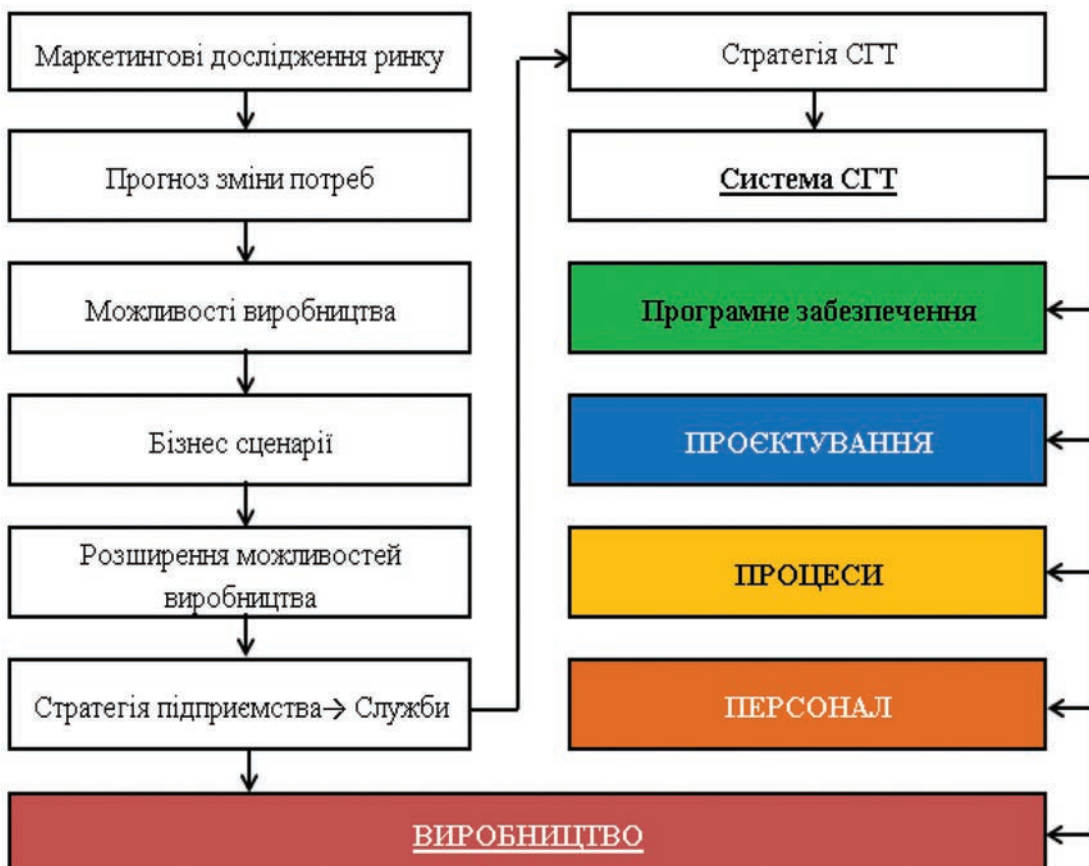 Маркетингові дослідження ринку
Прогноз зміни потреб
Можливості виробництва
Бізнес сценарії
Розширення можливостей
виробництва
Стратегія підприємства→ Служби
Стратегія СГТ
Система СГТ
Програмне забезпечення
ПРОЄКТУВАННЯ
ПРОЦЕСИ
ПЕРСОНАЛ
ВИРОБНИЦТВО